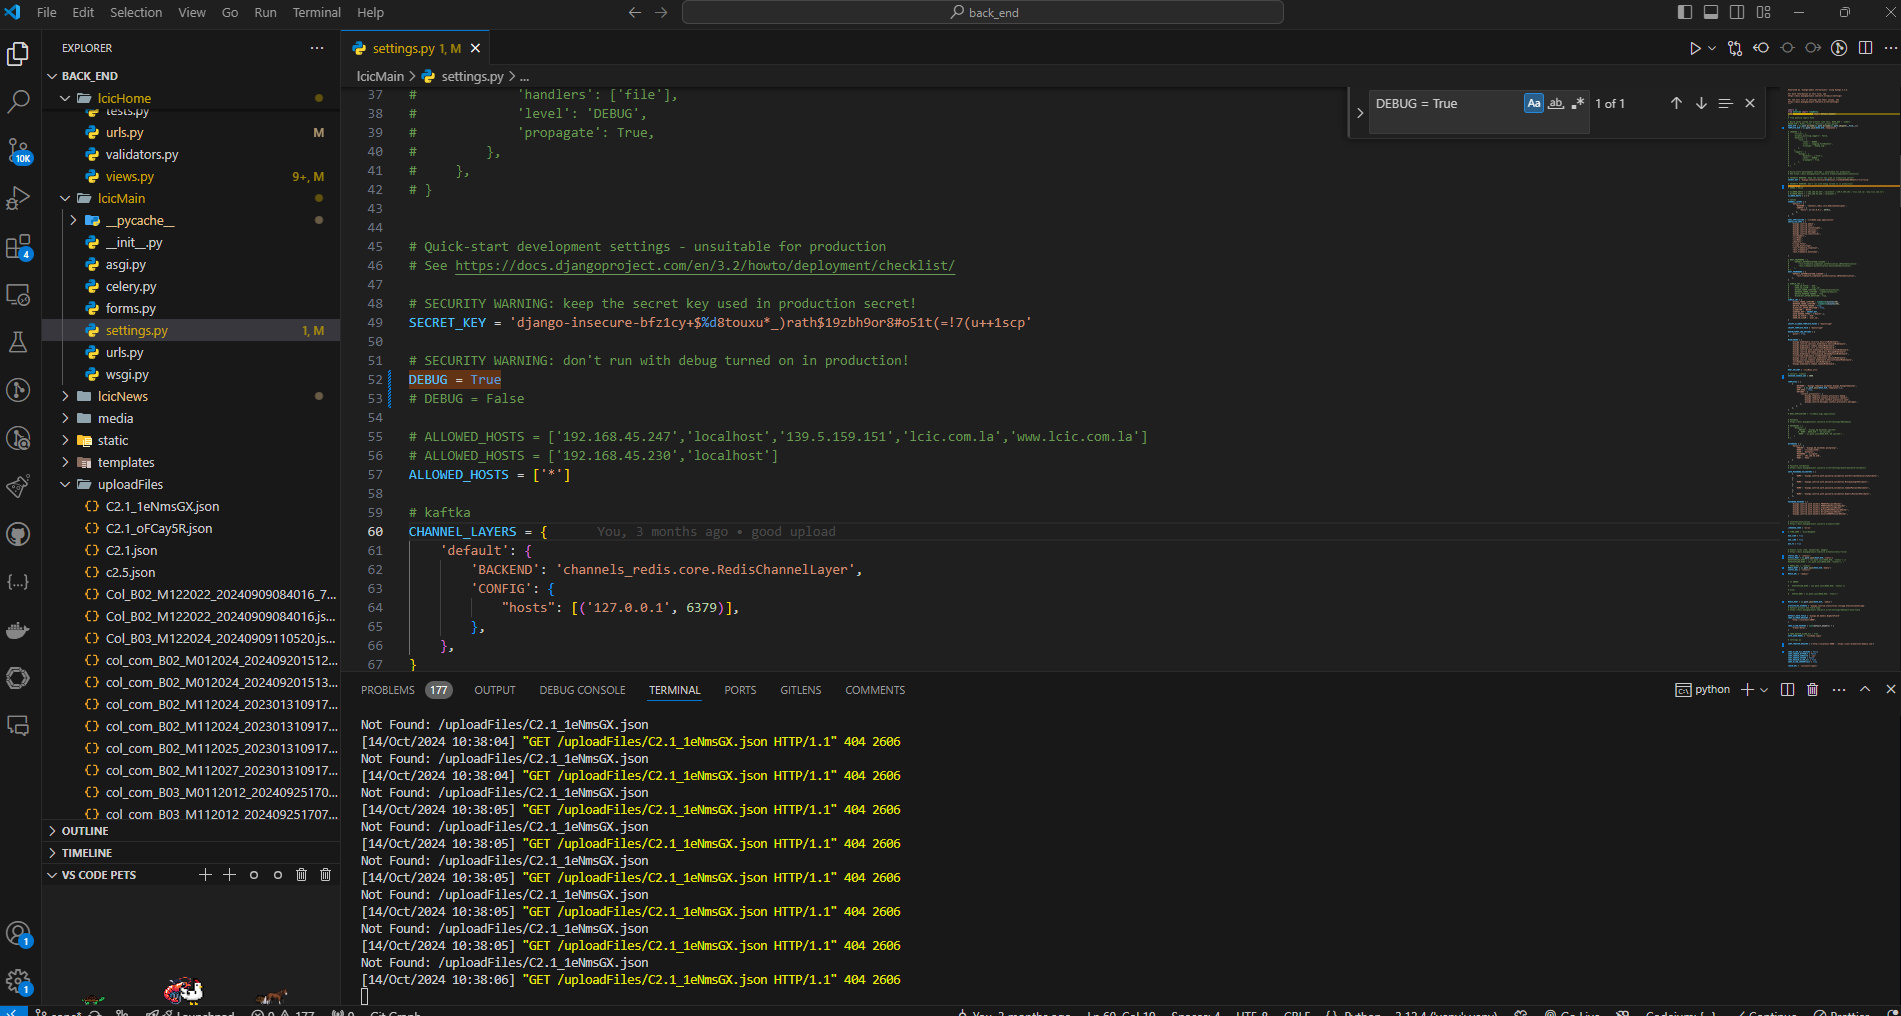 File Edit Selection View Go Run Terminal Help
back_end
EXPLORER
BACK_END
lcicHome
tests.py
urls.py M
validators.py
views.py 9+, M
lcicMain
__pycache__
__init__.py
asgi.py
celery.py
forms.py
settings.py 1, M
urls.py
wsgi.py
lcicNews
media
static
templates
uploadFiles
C2.1_1eNmsGX.json
C2.1_oFCay5R.json
C2.1.json
c2.5.json
Col_B02_M122022_20240909084016_7...
Col_B02_M122022_20240909084016.js...
Col_B03_M122024_20240909110520.js...
col_com_B02_M012024_202409201512...
col_com_B02_M012024_202409201513...
col_com_B02_M112024_202301310917...
col_com_B02_M112024_202301310917...
col_com_B02_M112025_202301310917...
col_com_B02_M112027_202301310917...
col_com_B03_M0112012_20240925170...
col_com_B03_M112012_202409251707...
OUTLINE
TIMELINE
VS CODE PETS
10K
4
1
1
settings.py 1, M
lcicMain > settings.py > ...
DEBUG = True
Aa ab 1 of 1
37 # 'handlers': ['file'],
38 # 'level': 'DEBUG',
39 # 'propagate': True,
40 # },
41 # },
42 # }
43
44
45 # Quick-start development settings - unsuitable for production
46 # See https://docs.djangoproject.com/en/3.2/howto/deployment/checklist/
47
48 # SECURITY WARNING: keep the secret key used in production secret!
49 SECRET_KEY = 'django-insecure-bfz1cy+$%d8touxu*_)rath$19zbh9or8#o51t(=!7(u++1scp'
50
51 # SECURITY WARNING: don't run with debug turned on in production!
52 DEBUG = True
53 # DEBUG = False
54
55 # ALLOWED_HOSTS = ['192.168.45.247','localhost','139.5.159.151','lcic.com.la','www.lcic.com.la']
56 # ALLOWED_HOSTS = ['192.168.45.230','localhost']
57 ALLOWED_HOSTS = ['*']
58
59 # kaftka
60 CHANNEL_LAYERS = { You, 3 months ago • good upload
61 'default': {
62 'BACKEND': 'channels_redis.core.RedisChannelLayer',
63 'CONFIG': {
64 "hosts": [('127.0.0.1', 6379)],
65 },
66 },
67 }
PROBLEMS 177 OUTPUT DEBUG CONSOLE TERMINAL PORTS GITLENS COMMENTS
python
Not Found: /uploadFiles/C2.1_1eNmsGX.json
[14/Oct/2024 10:38:04] "GET /uploadFiles/C2.1_1eNmsGX.json HTTP/1.1" 404 2606
Not Found: /uploadFiles/C2.1_1eNmsGX.json
[14/Oct/2024 10:38:04] "GET /uploadFiles/C2.1_1eNmsGX.json HTTP/1.1" 404 2606
Not Found: /uploadFiles/C2.1_1eNmsGX.json
[14/Oct/2024 10:38:05] "GET /uploadFiles/C2.1_1eNmsGX.json HTTP/1.1" 404 2606
Not Found: /uploadFiles/C2.1_1eNmsGX.json
[14/Oct/2024 10:38:05] "GET /uploadFiles/C2.1_1eNmsGX.json HTTP/1.1" 404 2606
Not Found: /uploadFiles/C2.1_1eNmsGX.json
[14/Oct/2024 10:38:05] "GET /uploadFiles/C2.1_1eNmsGX.json HTTP/1.1" 404 2606
Not Found: /uploadFiles/C2.1_1eNmsGX.json
[14/Oct/2024 10:38:05] "GET /uploadFiles/C2.1_1eNmsGX.json HTTP/1.1" 404 2606
Not Found: /uploadFiles/C2.1_1eNmsGX.json
[14/Oct/2024 10:38:05] "GET /uploadFiles/C2.1_1eNmsGX.json HTTP/1.1" 404 2606
Not Found: /uploadFiles/C2.1_1eNmsGX.json
[14/Oct/2024 10:38:06] "GET /uploadFiles/C2.1_1eNmsGX.json HTTP/1.1" 404 2606